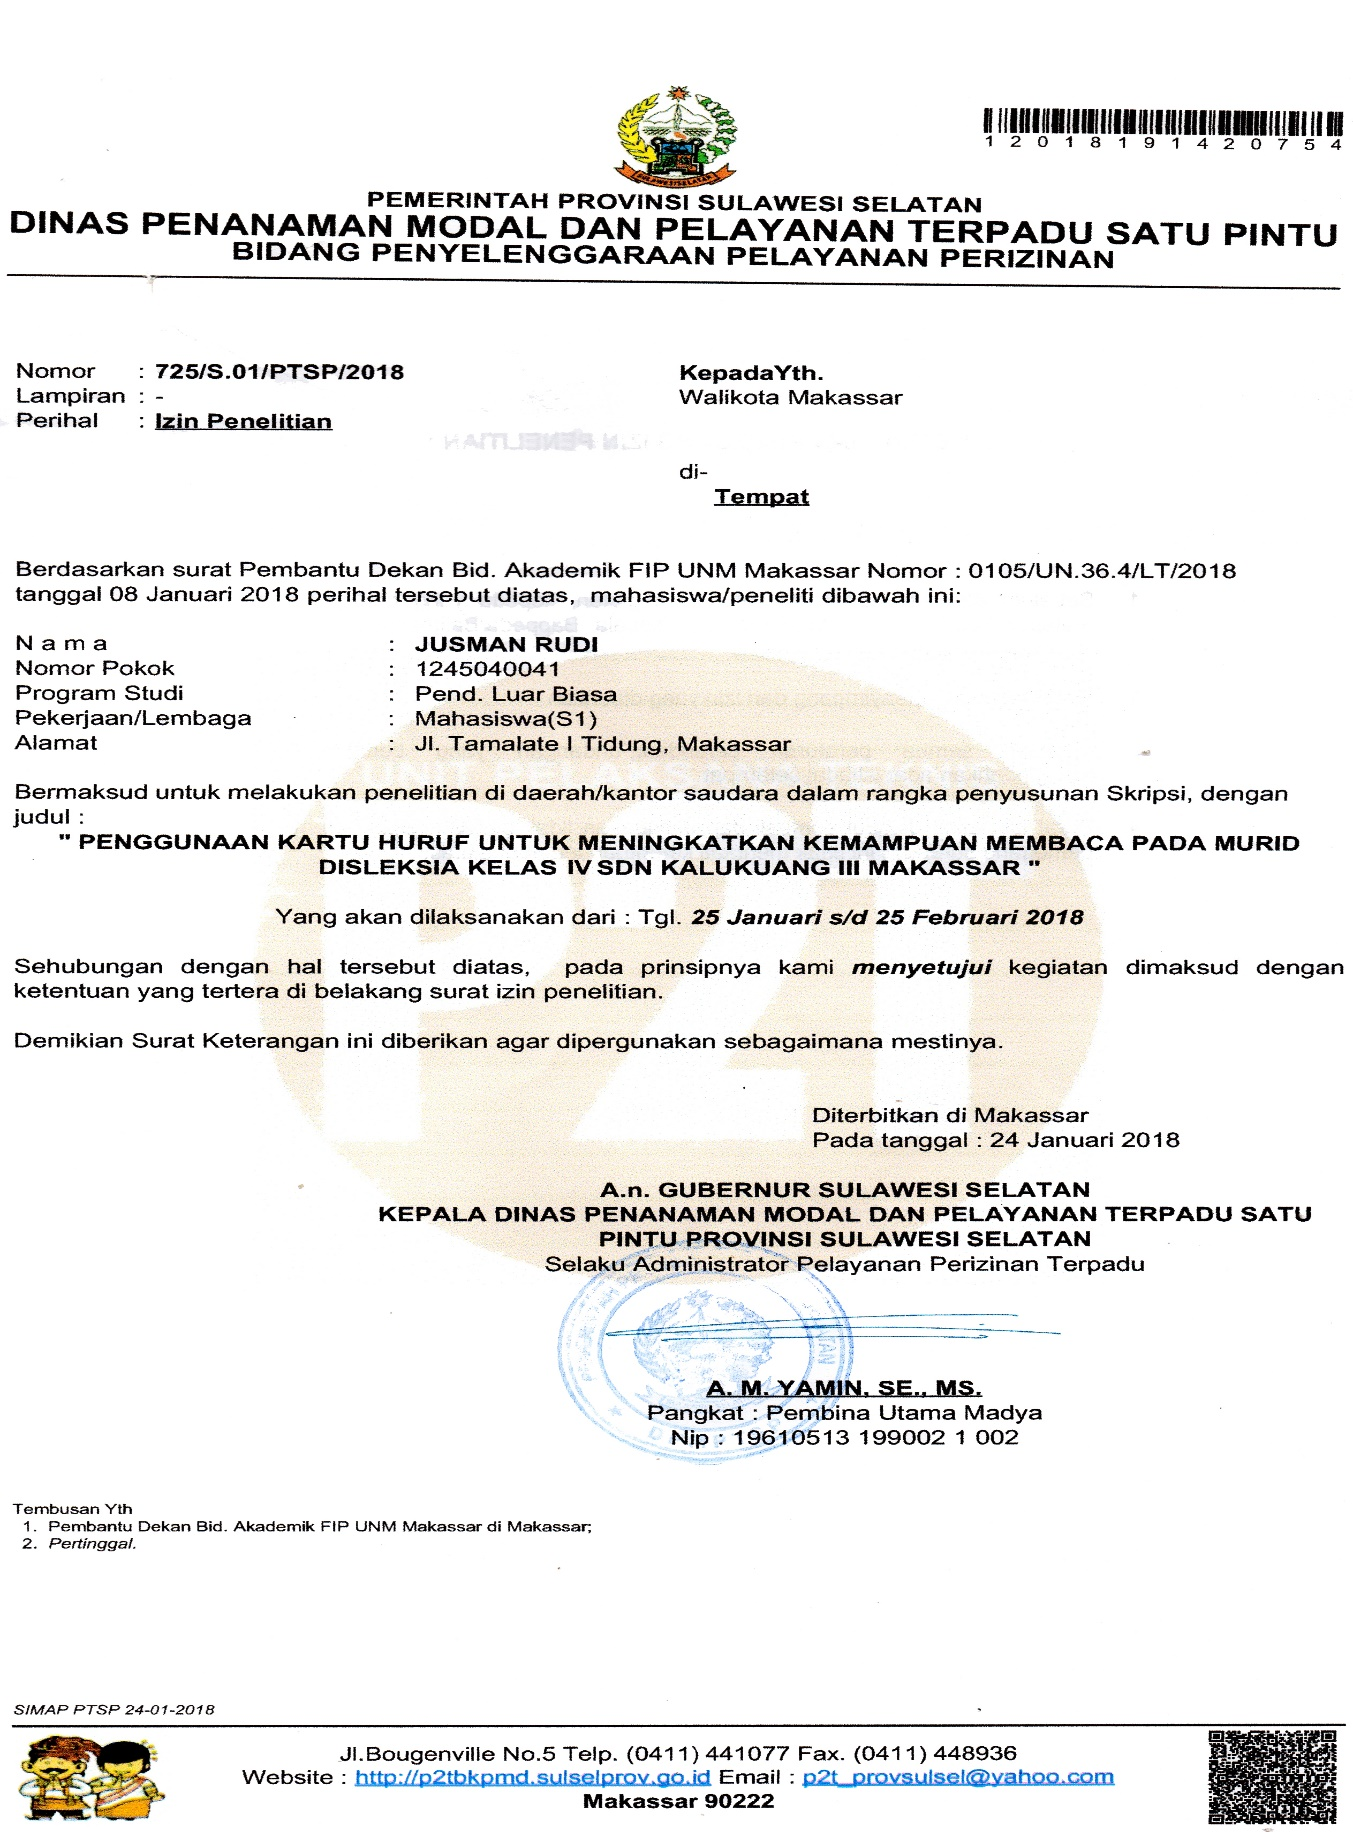 SULAWESI SELATAN
1 2 0 1 8 1 9 1 4 2 0 7 5 4
PEMERINTAH PROVINSI SULAWESI SELATAN
DINAS PENANAMAN MODAL DAN PELAYANAN TERPADU SATU PINTU
BIDANG PENYELENGGARAAN PELAYANAN PERIZINAN
Nomor : 725/S.01/PTSP/2018
Lampiran : -
Perihal : Izin Penelitian
KepadaYth.
Walikota Makassar
di-
Tempat
Berdasarkan surat Pembantu Dekan Bid. Akademik FIP UNM Makassar Nomor : 0105/UN.36.4/LT/2018
tanggal 08 Januari 2018 perihal tersebut diatas, mahasiswa/peneliti dibawah ini:
N a m a : JUSMAN RUDI
Nomor Pokok : 1245040041
Program Studi : Pend. Luar Biasa
Pekerjaan/Lembaga : Mahasiswa(S1)
Alamat : Jl. Tamalate I Tidung, Makassar
Bermaksud untuk melakukan penelitian di daerah/kantor saudara dalam rangka penyusunan Skripsi, dengan
judul :
" PENGGUNAAN KARTU HURUF UNTUK MENINGKATKAN KEMAMPUAN MEMBACA PADA MURID
DISLEKSIA KELAS IV SDN KALUKUANG III MAKASSAR "
Yang akan dilaksanakan dari : Tgl. 25 Januari s/d 25 Februari 2018
Sehubungan dengan hal tersebut diatas, pada prinsipnya kami menyetujui kegiatan dimaksud dengan
ketentuan yang tertera di belakang surat izin penelitian.
Demikian Surat Keterangan ini diberikan agar dipergunakan sebagaimana mestinya.
P2T
Diterbitkan di Makassar
Pada tanggal : 24 Januari 2018
A.n. GUBERNUR SULAWESI SELATAN
KEPALA DINAS PENANAMAN MODAL DAN PELAYANAN TERPADU SATU
PINTU PROVINSI SULAWESI SELATAN
Selaku Administrator Pelayanan Perizinan Terpadu
A. M. YAMIN, SE., MS.
Pangkat : Pembina Utama Madya
Nip : 19610513 199002 1 002
Tembusan Yth
1. Pembantu Dekan Bid. Akademik FIP UNM Makassar di Makassar;
2. Pertinggal.
SIMAP PTSP 24-01-2018
Jl.Bougenville No.5 Telp. (0411) 441077 Fax. (0411) 448936
Website : http://p2tbkpmd.sulselprov.go.id Email : p2t_provsulsel@yahoo.com
Makassar 90222